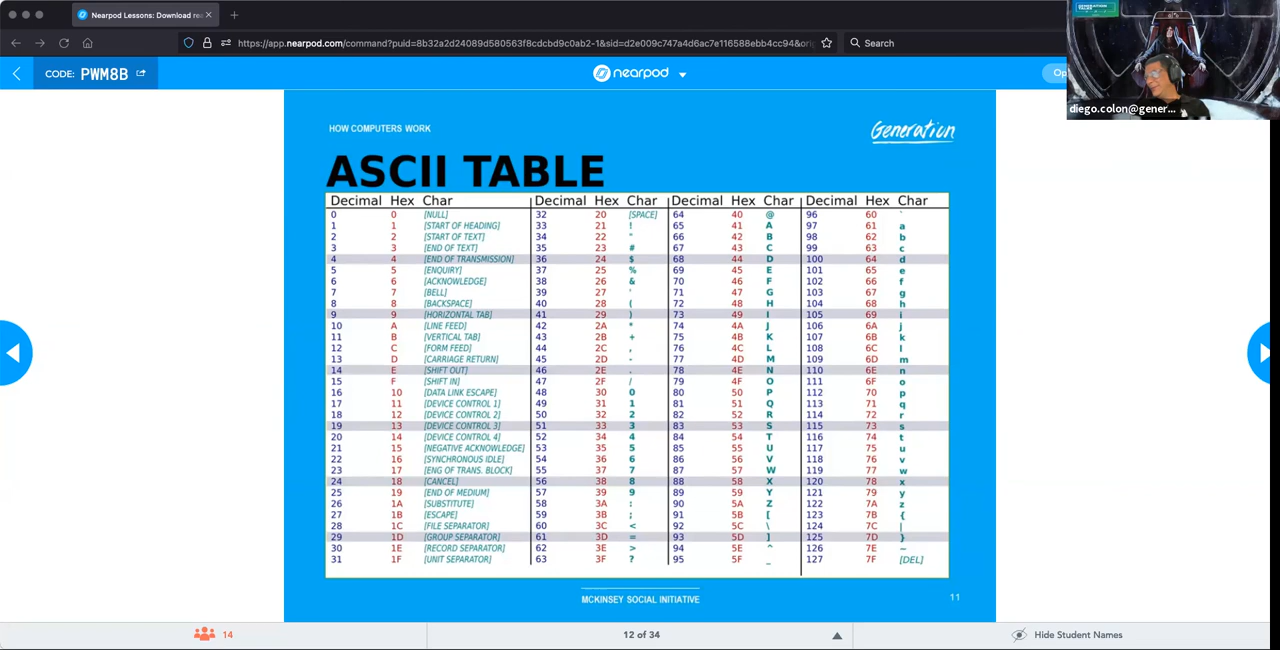 Nearpod Lessons: Download re
https://app.nearpod.com/command?puid=8b32a2d24089d580563f8cdcbd9c0ab2-1&sid=d2e009c747a4d6ac7e116588ebb4cc94&ori
Search
CODE: PWM8B
nearpod
Op
GENERATION
diego.colon@gener...
HOW COMPUTERS WORK
Generation
ASCII TABLE
Decimal Hex Char Decimal Hex Char Decimal Hex Char Decimal Hex Char
0 0 [NULL] 32 20 [SPACE] 64 40 @ 96 60 `
1 1 [START OF HEADING] 33 21 ! 65 41 A 97 61 a
2 2 [START OF TEXT] 34 22 " 66 42 B 98 62 b
3 3 [END OF TEXT] 35 23 # 67 43 C 99 63 c
4 4 [END OF TRANSMISSION] 36 24 $ 68 44 D 100 64 d
5 5 [ENQUIRY] 37 25 % 69 45 E 101 65 e
6 6 [ACKNOWLEDGE] 38 26 & 70 46 F 102 66 f
7 7 [BELL] 39 27 ' 71 47 G 103 67 g
8 8 [BACKSPACE] 40 28 ( 72 48 H 104 68 h
9 9 [HORIZONTAL TAB] 41 29 ) 73 49 I 105 69 i
10 A [LINE FEED] 42 2A * 74 4A J 106 6A j
11 B [VERTICAL TAB] 43 2B + 75 4B K 107 6B k
12 C [FORM FEED] 44 2C , 76 4C L 108 6C l
13 D [CARRIAGE RETURN] 45 2D - 77 4D M 109 6D m
14 E [SHIFT OUT] 46 2E . 78 4E N 110 6E n
15 F [SHIFT IN] 47 2F / 79 4F O 111 6F o
16 10 [DATA LINK ESCAPE] 48 30 0 80 50 P 112 70 p
17 11 [DEVICE CONTROL 1] 49 31 1 81 51 Q 113 71 q
18 12 [DEVICE CONTROL 2] 50 32 2 82 52 R 114 72 r
19 13 [DEVICE CONTROL 3] 51 33 3 83 53 S 115 73 s
20 14 [DEVICE CONTROL 4] 52 34 4 84 54 T 116 74 t
21 15 [NEGATIVE ACKNOWLEDGE] 53 35 5 85 55 U 117 75 u
22 16 [SYNCHRONOUS IDLE] 54 36 6 86 56 V 118 76 v
23 17 [ENG OF TRANS. BLOCK] 55 37 7 87 57 W 119 77 w
24 18 [CANCEL] 56 38 8 88 58 X 120 78 x
25 19 [END OF MEDIUM] 57 39 9 89 59 Y 121 79 y
26 1A [SUBSTITUTE] 58 3A : 90 5A Z 122 7A z
27 1B [ESCAPE] 59 3B ; 91 5B [ 123 7B {
28 1C [FILE SEPARATOR] 60 3C < 92 5C \ 124 7C |
29 1D [GROUP SEPARATOR] 61 3D = 93 5D ] 125 7D }
30 1E [RECORD SEPARATOR] 62 3E > 94 5E ^ 126 7E ~
31 1F [UNIT SEPARATOR] 63 3F ? 95 5F _ 127 7F [DEL]
MCKINSEY SOCIAL INITIATIVE
11
14
12 of 34
Hide Student Names